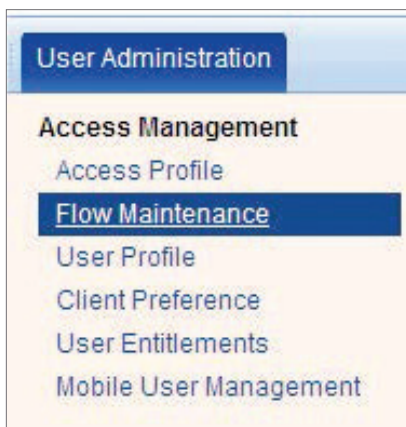 User Administration
Access Management
Access Profile
Flow Maintenance
User Profile
Client Preference
User Entitlements
Mobile User Management